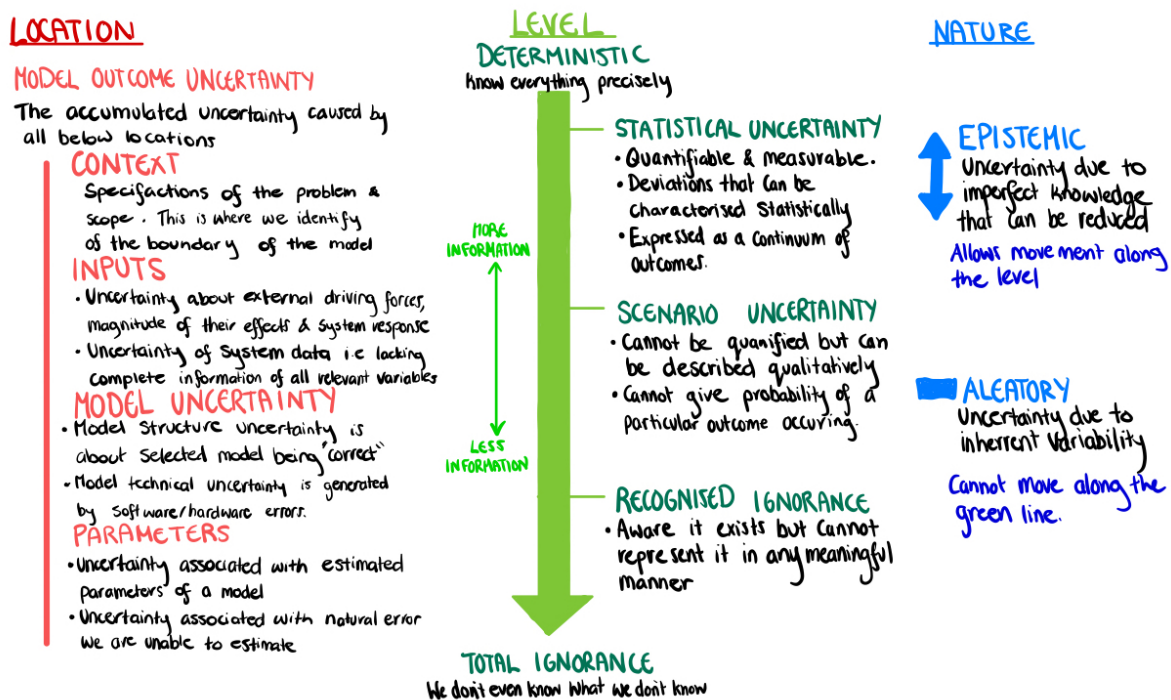 LOCATION
MODEL OUTCOME UNCERTAINTY
The accumulated uncertainty caused by
all below locations
CONTEXT
Specifactions of the problem &
scope. This is where we identify
of the boundary of the model
INPUTS
• Uncertainty about external driving forces,
magnitude of their effects & system response
• Uncertainty of system data i.e lacking
complete information of all relevant variables
MODEL UNCERTAINTY
• Model structure uncertainty is
about selected model being "correct"
• Model technical uncertainty is generated
by software/hardware errors.
PARAMETERS
• Uncertainty associated with estimated
parameters of a model
• Uncertainty associated with natural error
we are unable to estimate
LEVEL
DETERMINISTIC
Know everything precisely
MORE
INFORMATION
LESS
INFORMATION
STATISTICAL UNCERTAINTY
• Quantifiable & measurable.
• Deviations that can be
characterised statistically
• Expressed as a continuum of
outcomes.
SCENARIO UNCERTAINTY
• Cannot be quanified but can
be described qualitatively
• Cannot give probability of a
particular outcome occuring.
RECOGNISED IGNORANCE
• Aware it exists but cannot
represent it in any meaningful
manner
TOTAL IGNORANCE
We don't even know what we don't know
NATURE
EPISTEMIC
Uncertainty due to
imperfect knowledge
that can be reduced
Allows movement along
the level
ALEATORY
Uncertainty due to
inherrent variability
Cannot move along the
green line.